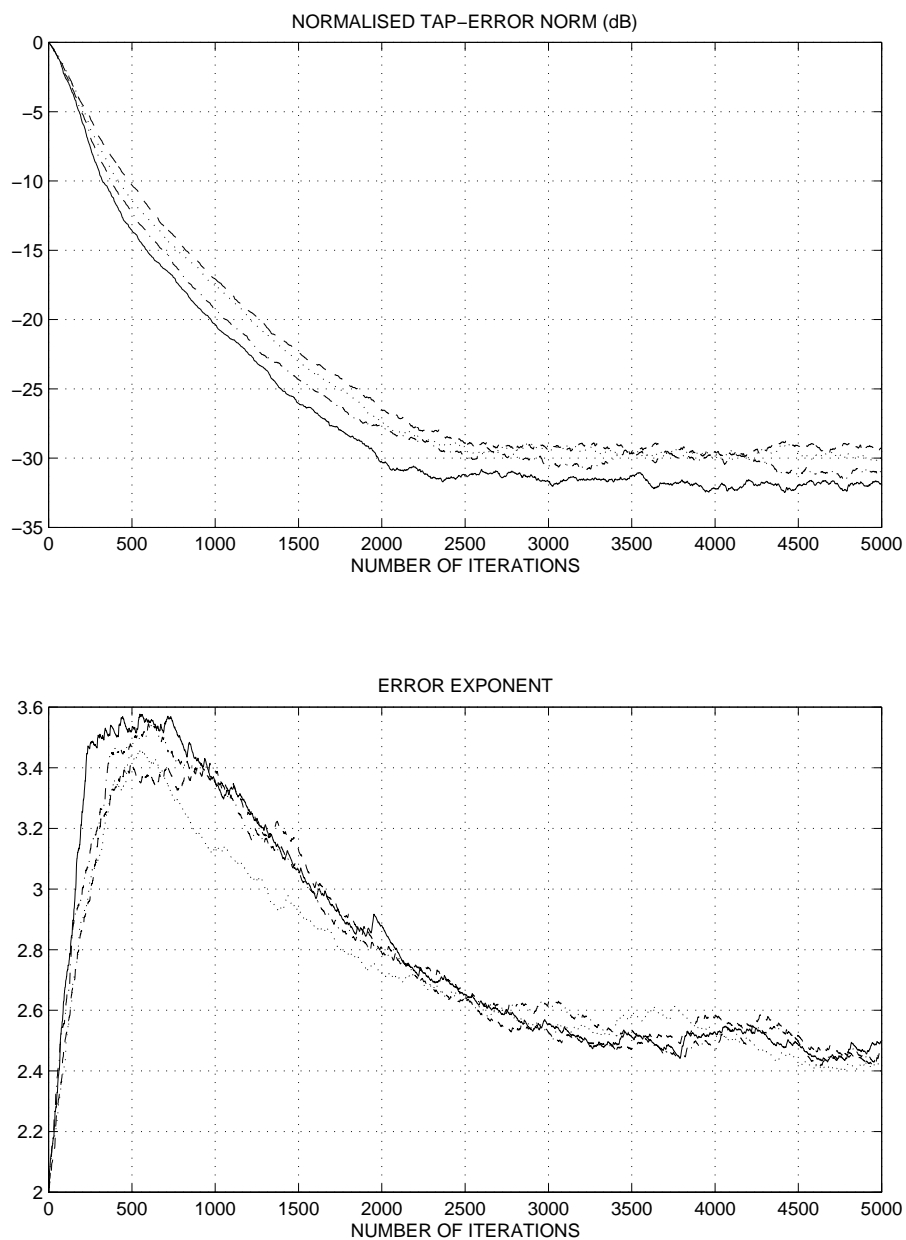 NORMALISED TAP−ERROR NORM (dB)
0
−5
−10
−15
−20
−25
−30
−35
0 500 1000 1500 2000 2500 3000 3500 4000 4500 5000
NUMBER OF ITERATIONS
ERROR EXPONENT
3.6
3.4
3.2
3
2.8
2.6
2.4
2.2
2
0 500 1000 1500 2000 2500 3000 3500 4000 4500 5000
NUMBER OF ITERATIONS